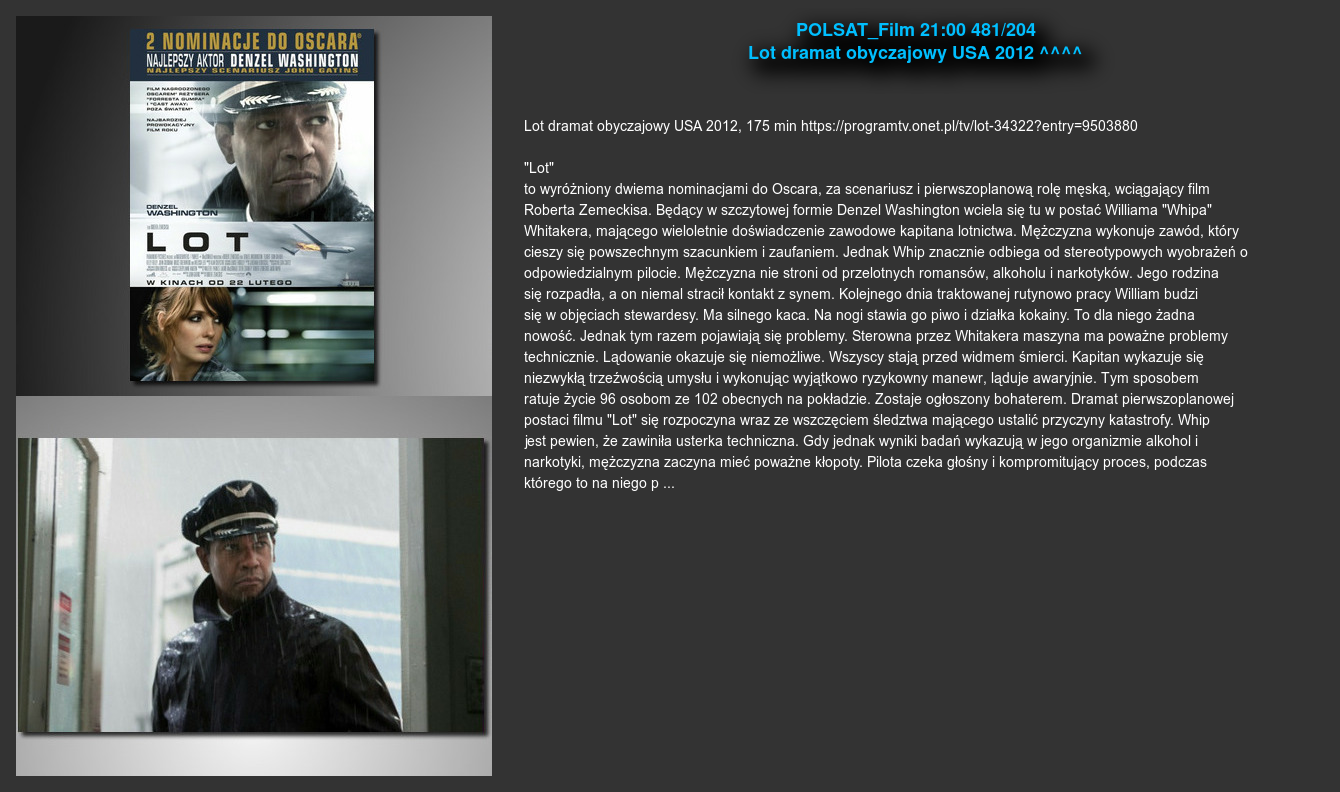 2 NOMINACJE DO OSCARA®
NAJLEPSZY AKTOR DENZEL WASHINGTON
NAJLEPSZY SCENARIUSZ JOHN GATINS
FILM NAGRODZONEGO
OSCAREM® REŻYSERA
"FORRESTA GUMPA"
I "CAST AWAY:
POZA ŚWIATEM"
NAJBARDZIEJ
PROWOKACYJNY
FILM ROKU
DENZEL
WASHINGTON
LOT
W KINACH OD 22 LUTEGO
POLSAT_Film 21:00 481/204
Lot dramat obyczajowy USA 2012 ^^^^
Lot dramat obyczajowy USA 2012, 175 min https://programtv.onet.pl/tv/lot-34322?entry=9503880
"Lot"
to wyróżniony dwiema nominacjami do Oscara, za scenariusz i pierwszoplanową rolę męską, wciągający film
Roberta Zemeckisa. Będący w szczytowej formie Denzel Washington wciela się tu w postać Williama "Whipa"
Whitakera, mającego wieloletnie doświadczenie zawodowe kapitana lotnictwa. Mężczyzna wykonuje zawód, który
cieszy się powszechnym szacunkiem i zaufaniem. Jednak Whip znacznie odbiega od stereotypowych wyobrażeń o
odpowiedzialnym pilocie. Mężczyzna nie stroni od przelotnych romansów, alkoholu i narkotyków. Jego rodzina
się rozpadła, a on niemal stracił kontakt z synem. Kolejnego dnia traktowanej rutynowo pracy William budzi
się w objęciach stewardesy. Ma silnego kaca. Na nogi stawia go piwo i działka kokainy. To dla niego żadna
nowość. Jednak tym razem pojawiają się problemy. Sterowna przez Whitakera maszyna ma poważne problemy
technicznie. Lądowanie okazuje się niemożliwe. Wszyscy stają przed widmem śmierci. Kapitan wykazuje się
niezwykłą trzeźwością umysłu i wykonując wyjątkowo ryzykowny manewr, ląduje awaryjnie. Tym sposobem
ratuje życie 96 osobom ze 102 obecnych na pokładzie. Zostaje ogłoszony bohaterem. Dramat pierwszoplanowej
postaci filmu "Lot" się rozpoczyna wraz ze wszczęciem śledztwa mającego ustalić przyczyny katastrofy. Whip
jest pewien, że zawiniła usterka techniczna. Gdy jednak wyniki badań wykazują w jego organizmie alkohol i
narkotyki, mężczyzna zaczyna mieć poważne kłopoty. Pilota czeka głośny i kompromitujący proces, podczas
którego to na niego p ...